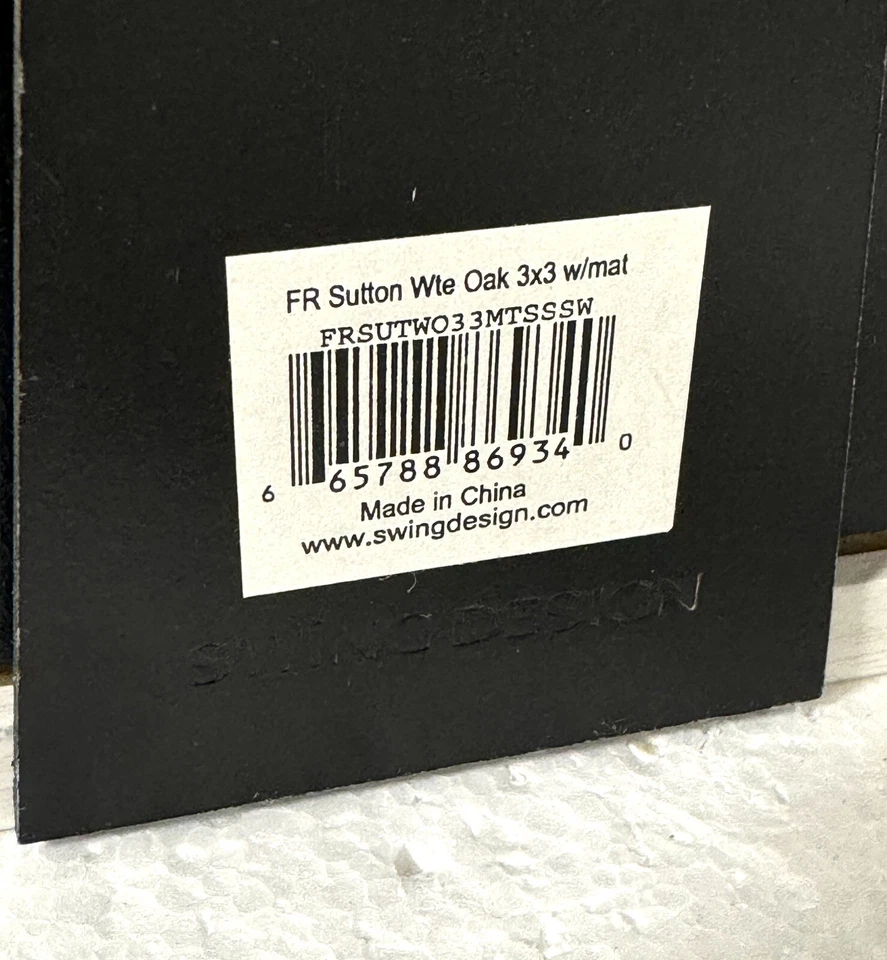 FR Sutton Wte Oak 3x3 w/mat
FRSUTWO33MTSSSW
6 65788 86934 0
Made in China
www.swingdesign.com
SWING DESIGN